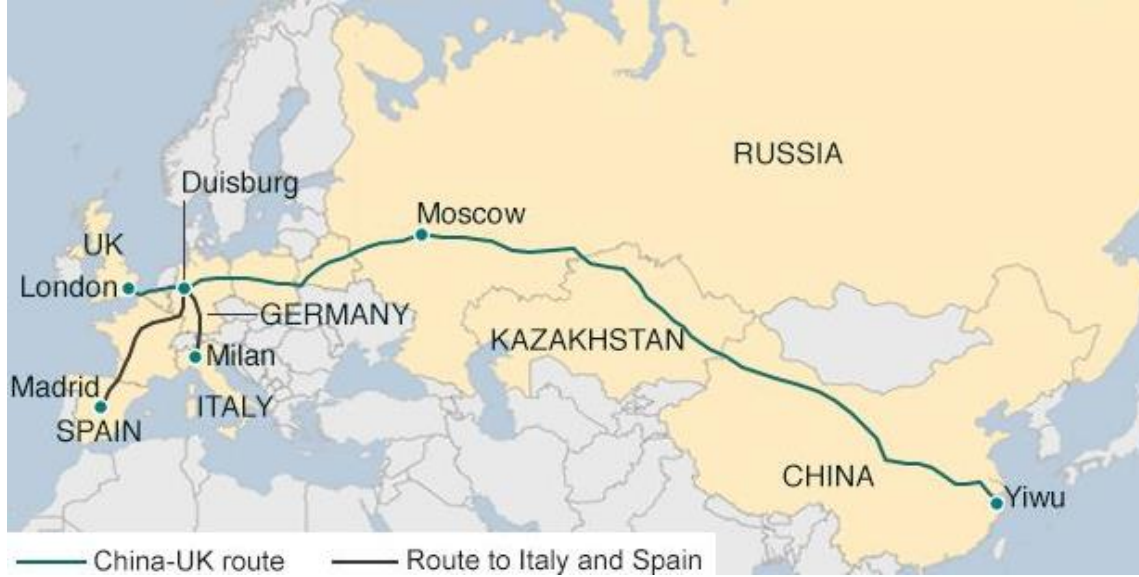 RUSSIA
Duisburg
Moscow
UK
London
GERMANY
KAZAKHSTAN
Milan
Madrid
ITALY
SPAIN
CHINA
Yiwu
China-UK route
Route to Italy and Spain